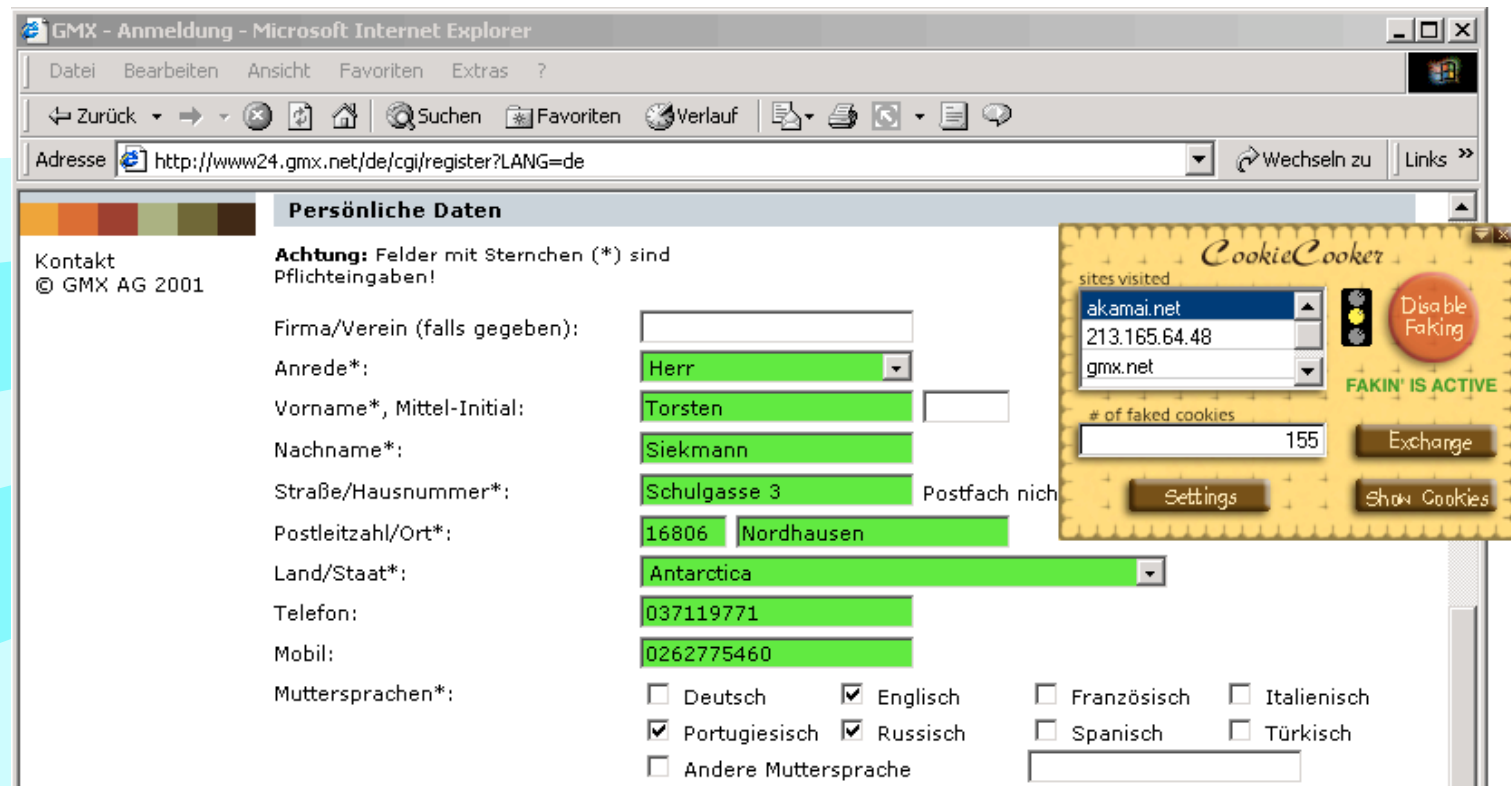 GMX - Anmeldung - Microsoft Internet Explorer
Datei Bearbeiten Ansicht Favoriten Extras ?
Zurück Suchen Favoriten Verlauf
Adresse http://www24.gmx.net/de/cgi/register?LANG=de Wechseln zu Links »
Persönliche Daten
Kontakt
© GMX AG 2001
Achtung: Felder mit Sternchen (*) sind
Pflichteingaben!
Firma/Verein (falls gegeben):
Anrede*: Herr
Vorname*, Mittel-Initial: Torsten
Nachname*: Siekmann
Straße/Hausnummer*: Schulgasse 3 Postfach nich
Postleitzahl/Ort*: 16806 Nordhausen
Land/Staat*: Antarctica
Telefon: 037119771
Mobil: 0262775460
Muttersprachen*: Deutsch Englisch Französisch Italienisch
Portugiesisch Russisch Spanisch Türkisch
Andere Muttersprache
CookieCooker
sites visited
akamai.net
213.165.64.48
gmx.net
Disable
Faking
FAKIN' IS ACTIVE
# of faked cookies
155 Exchange
Settings Show Cookies